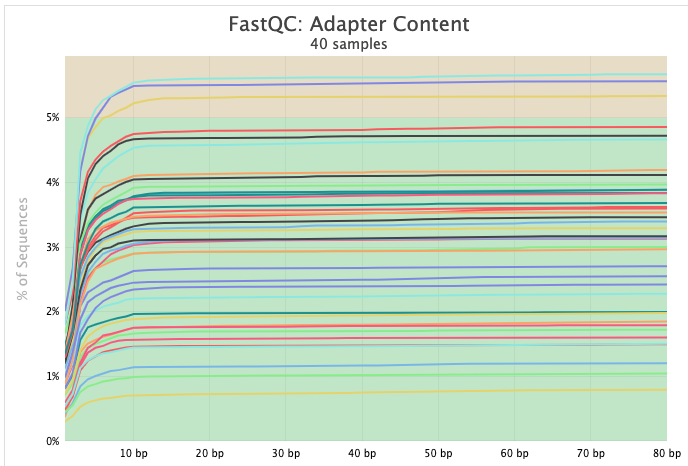 FastQC: Adapter Content
40 samples
% of Sequences
5%
4%
3%
2%
1%
0%
10 bp 20 bp 30 bp 40 bp 50 bp 60 bp 70 bp 80 bp